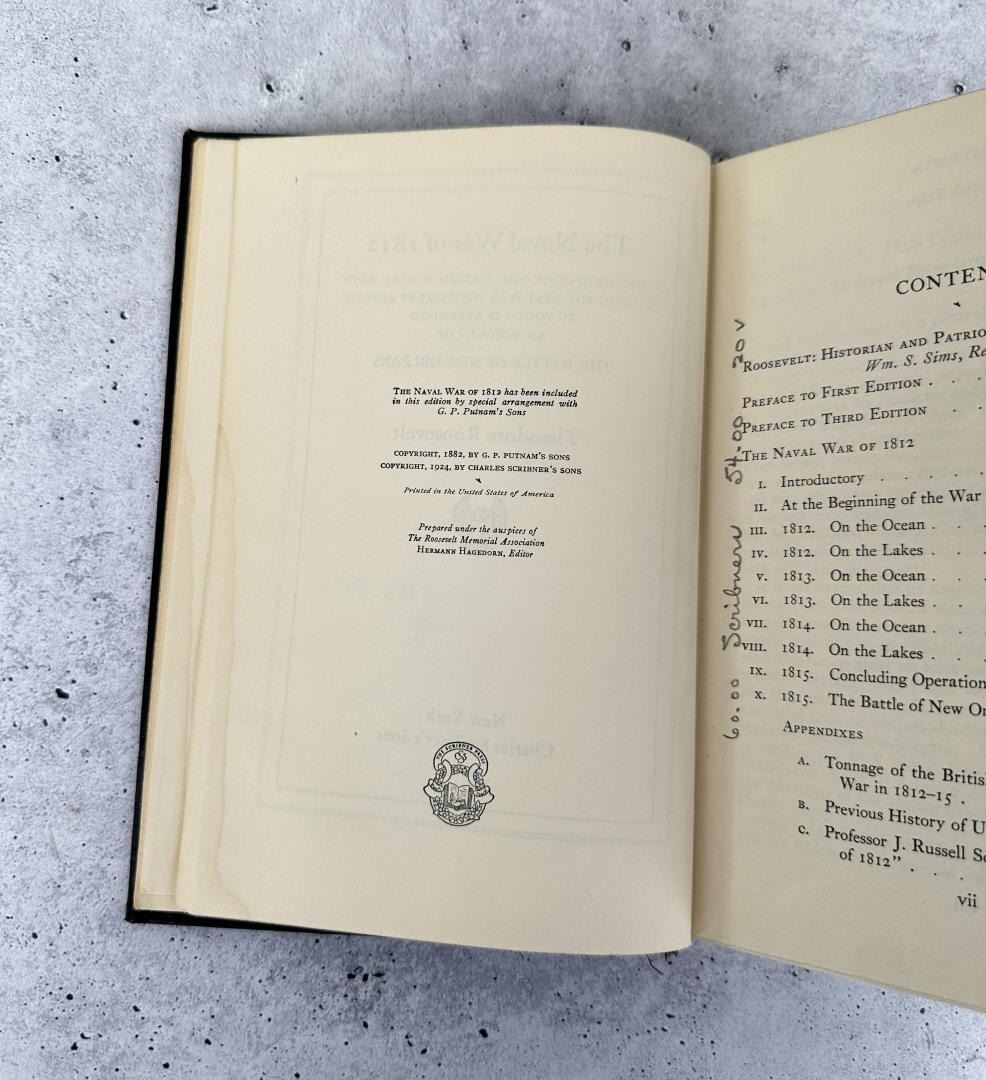 The Naval War of 1812 has been included
in this edition by special arrangement with
G. P. Putnam's Sons
COPYRIGHT, 1882, BY G. P. PUTNAM'S SONS
COPYRIGHT, 1924, BY CHARLES SCRIBNER'S SONS
Printed in the United States of America
Prepared under the auspices of
The Roosevelt Memorial Association
Hermann Hagedorn, Editor
THE SCRIBNER PRESS
CONTEN
Roosevelt: Historian and Patrio
Wm. S. Sims, Re
Preface to First Edition . .
Preface to Third Edition . .
The Naval War of 1812
I. Introductory . . . .
II. At the Beginning of the War
III. 1812. On the Ocean . .
IV. 1812. On the Lakes . .
V. 1813. On the Ocean . .
VI. 1813. On the Lakes . .
VII. 1814. On the Ocean . .
VIII. 1814. On the Lakes . .
IX. 1815. Concluding Operation
X. 1815. The Battle of New Or
Appendixes
A. Tonnage of the Britis
War in 1812–15 .
B. Previous History of U
C. Professor J. Russell So
of 1812" . . .
vii
60.00 Scribners 54.00 20 V